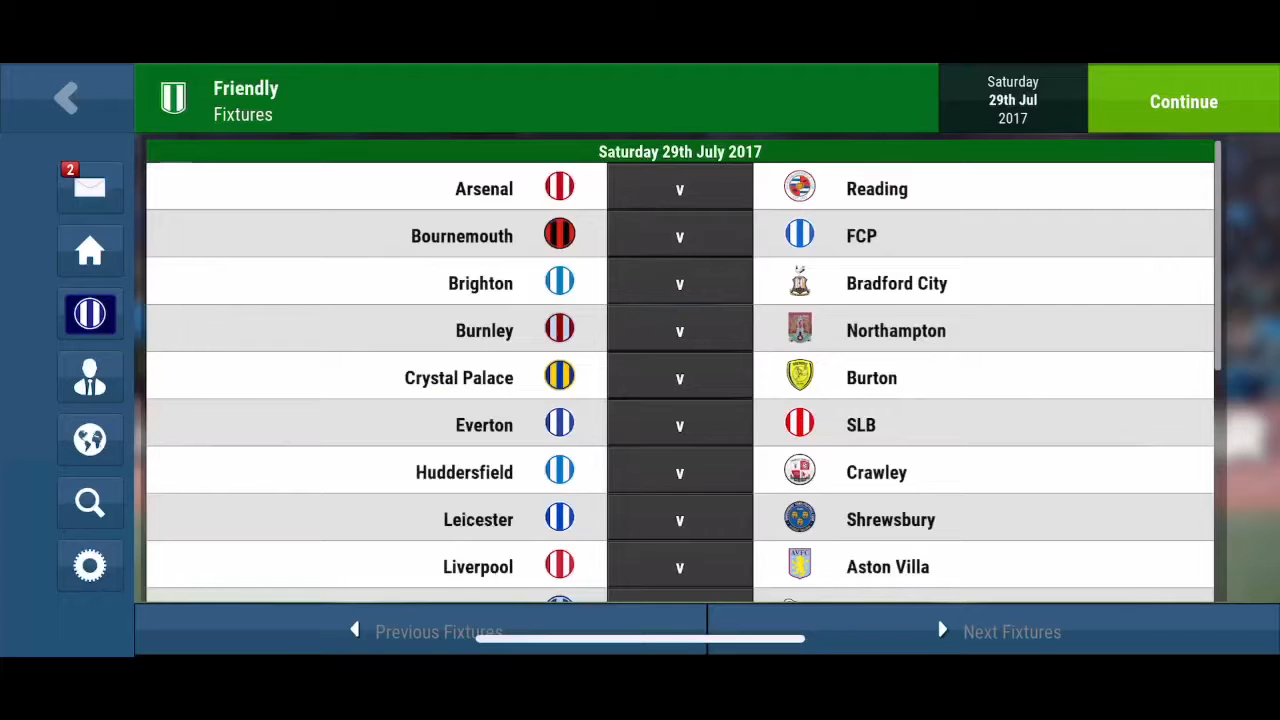 Friendly
Fixtures
Saturday
29th Jul
2017
Continue
2
Saturday 29th July 2017
Arsenal v Reading
Bournemouth v FCP
Brighton v Bradford City
Burnley v Northampton
Crystal Palace v Burton
Everton v SLB
Huddersfield v Crawley
Leicester v Shrewsbury
Liverpool v Aston Villa
AVFC
Previous Fixtures
Next Fixtures